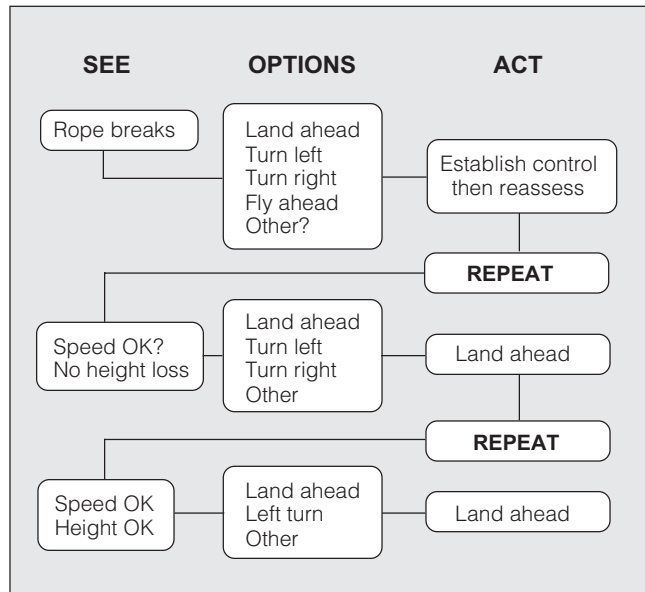 SEE
OPTIONS
ACT
Rope breaks
Land ahead
Turn left
Turn right
Fly ahead
Other?
Establish control
then reassess
REPEAT
Speed OK?
No height loss
Land ahead
Turn left
Turn right
Other
Land ahead
REPEAT
Speed OK
Height OK
Land ahead
Left turn
Other
Land ahead